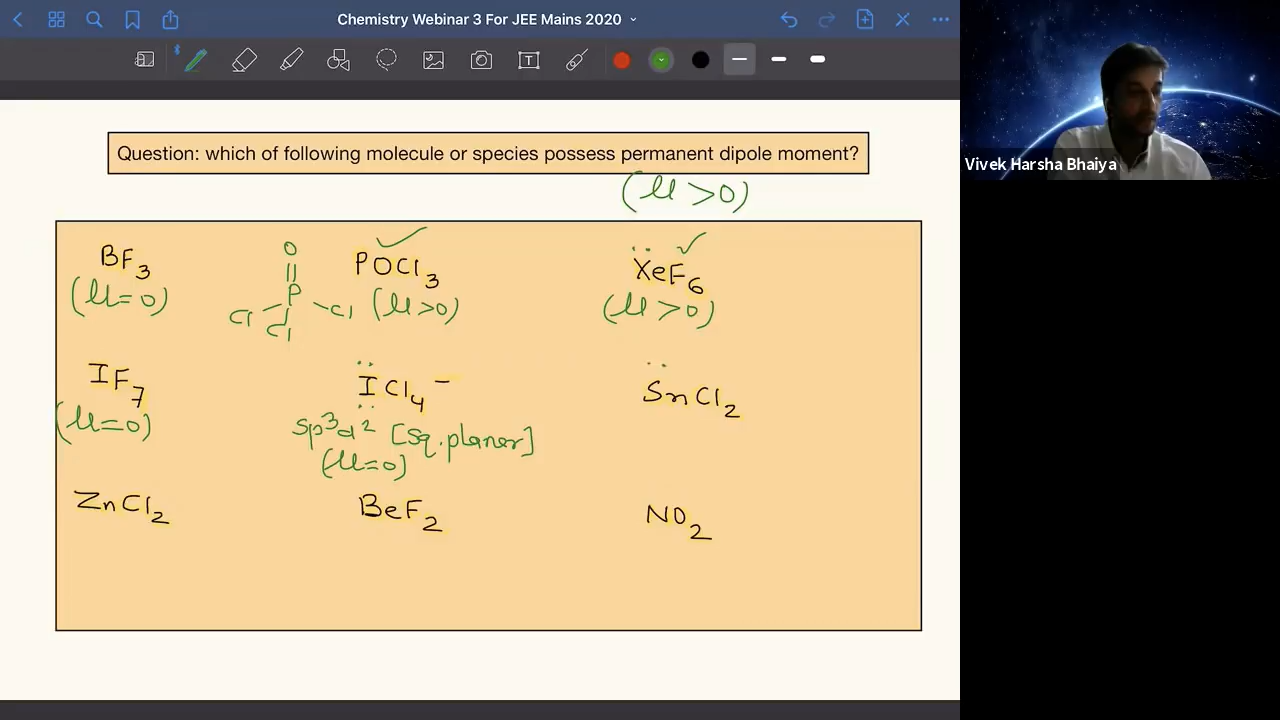 Chemistry Webinar 3 For JEE Mains 2020
T
Vivek Harsha Bhaiya
Question: which of following molecule or species possess permanent dipole moment?
(μ >0)
BF3
(μ=0)
O
||
P
Cl
Cl
Cl
POCl3
(μ >0)
XeF6
(μ >0)
IF7
(μ=0)
ICl4 –
sp3d2 [sq.planer]
(μ=0)
SnCl2
ZnCl2
BeF2
NO2